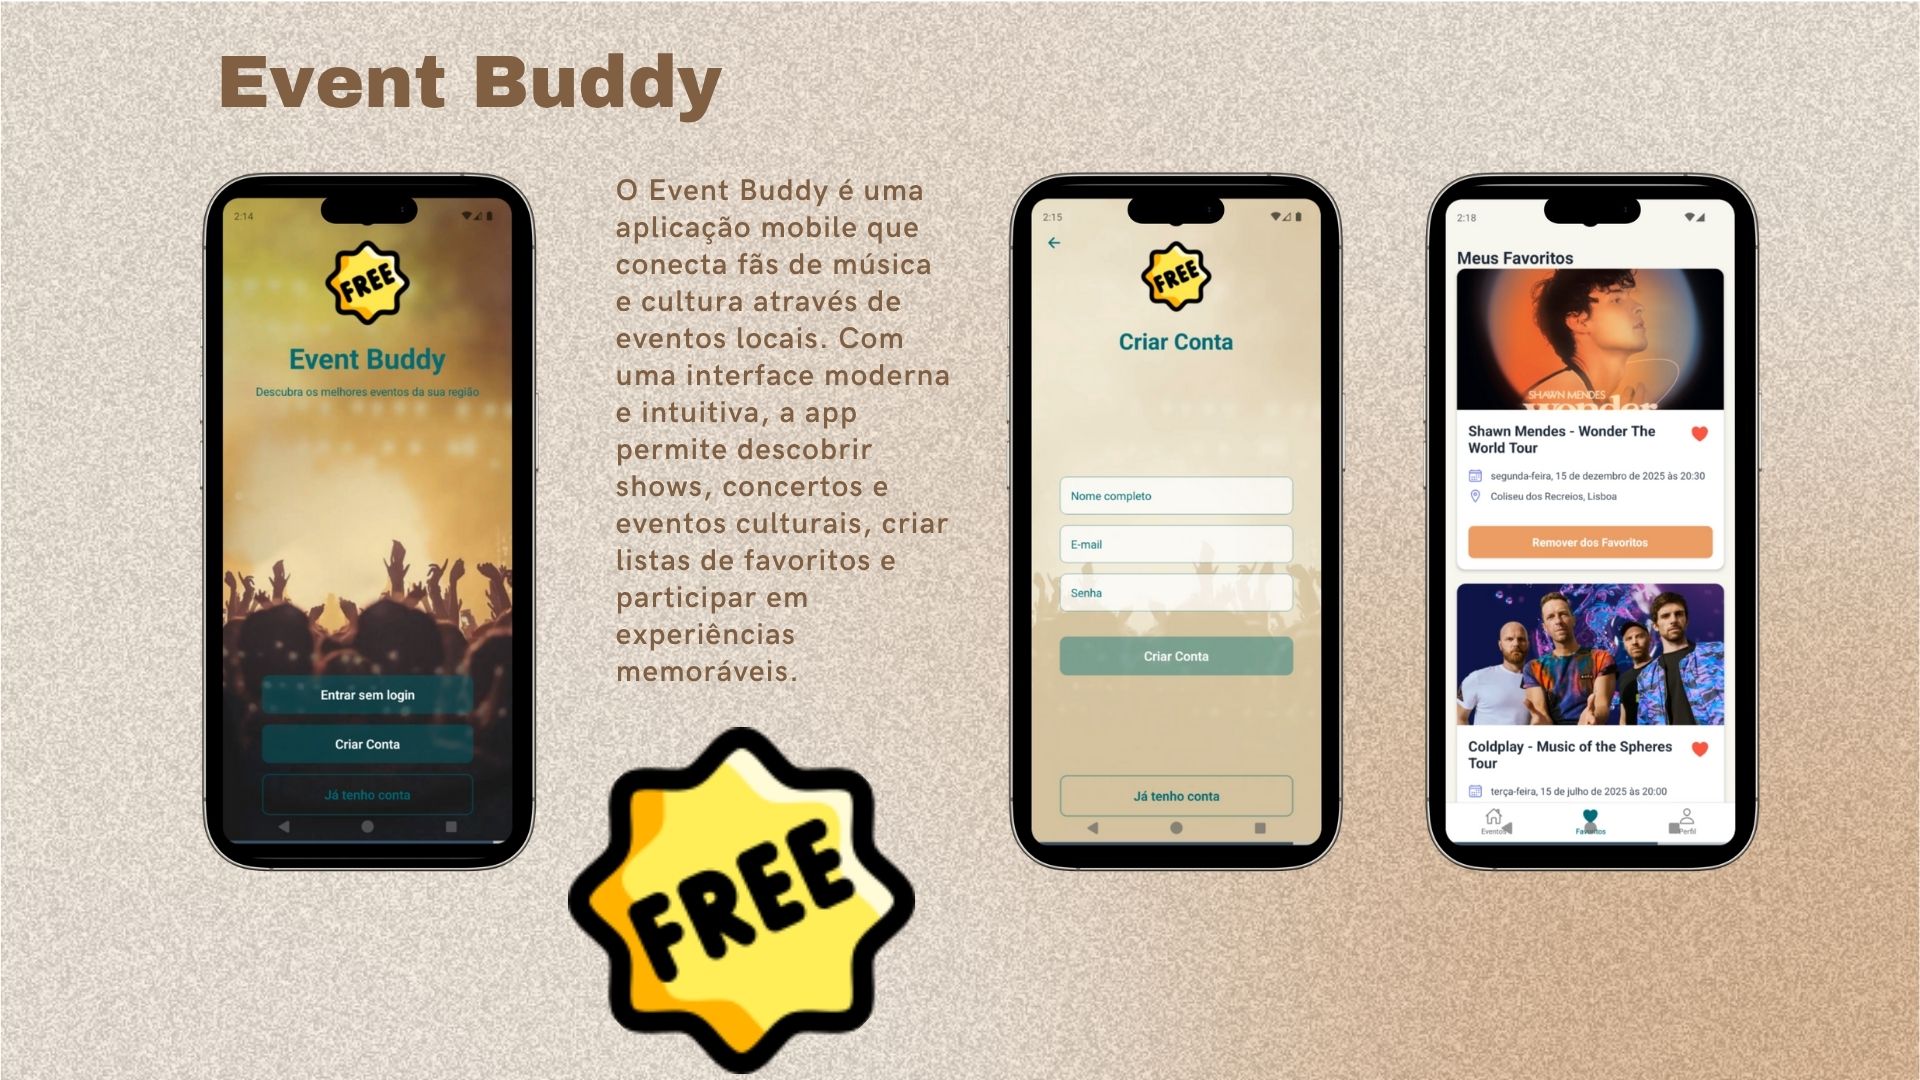 Event Buddy
2:14
FREE
Event Buddy
Descubra os melhores eventos da sua região
Entrar sem login
Criar Conta
Já tenho conta
O Event Buddy é uma
aplicação mobile que
conecta fãs de música
e cultura através de
eventos locais. Com
uma interface moderna
e intuitiva, a app
permite descobrir
shows, concertos e
eventos culturais, criar
listas de favoritos e
participar em
experiências
memoráveis.
FREE
2:15
FREE
Criar Conta
Nome completo
E-mail
Senha
Criar Conta
Já tenho conta
2:18
Meus Favoritos
SHAWN MENDES
wonder
Shawn Mendes - Wonder The
World Tour
segunda-feira, 15 de dezembro de 2025 às 20:30
Coliseu dos Recreios, Lisboa
Remover dos Favoritos
Coldplay - Music of the Spheres
Tour
terça-feira, 15 de julho de 2025 às 20:00
Eventos Favoritos Perfil